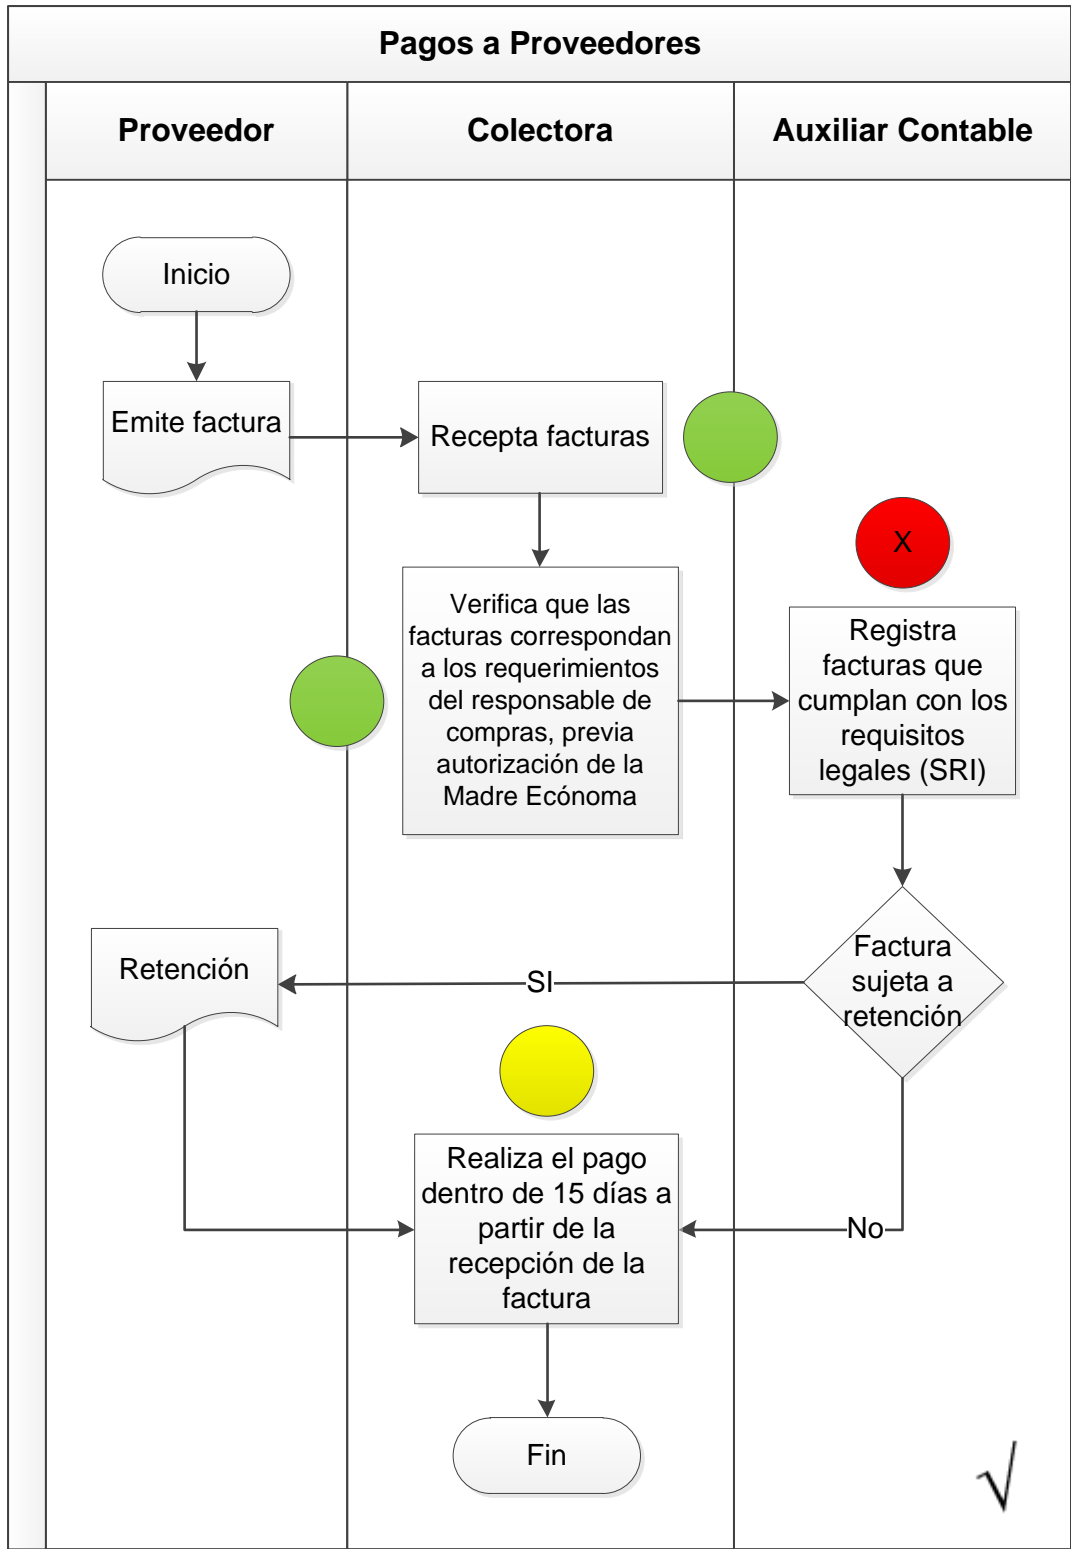 Pagos a Proveedores
Proveedor
Colectora
Auxiliar Contable
Inicio
Emite factura
Recepta facturas
X
Verifica que las
facturas correspondan
a los requerimientos
del responsable de
compras, previa
autorización de la
Madre Ecónoma
Registra
facturas que
cumplan con los
requisitos
legales (SRI)
Factura
sujeta a
retención
SI
Retención
Realiza el pago
dentro de 15 días a
partir de la
recepción de la
factura
No
Fin
√